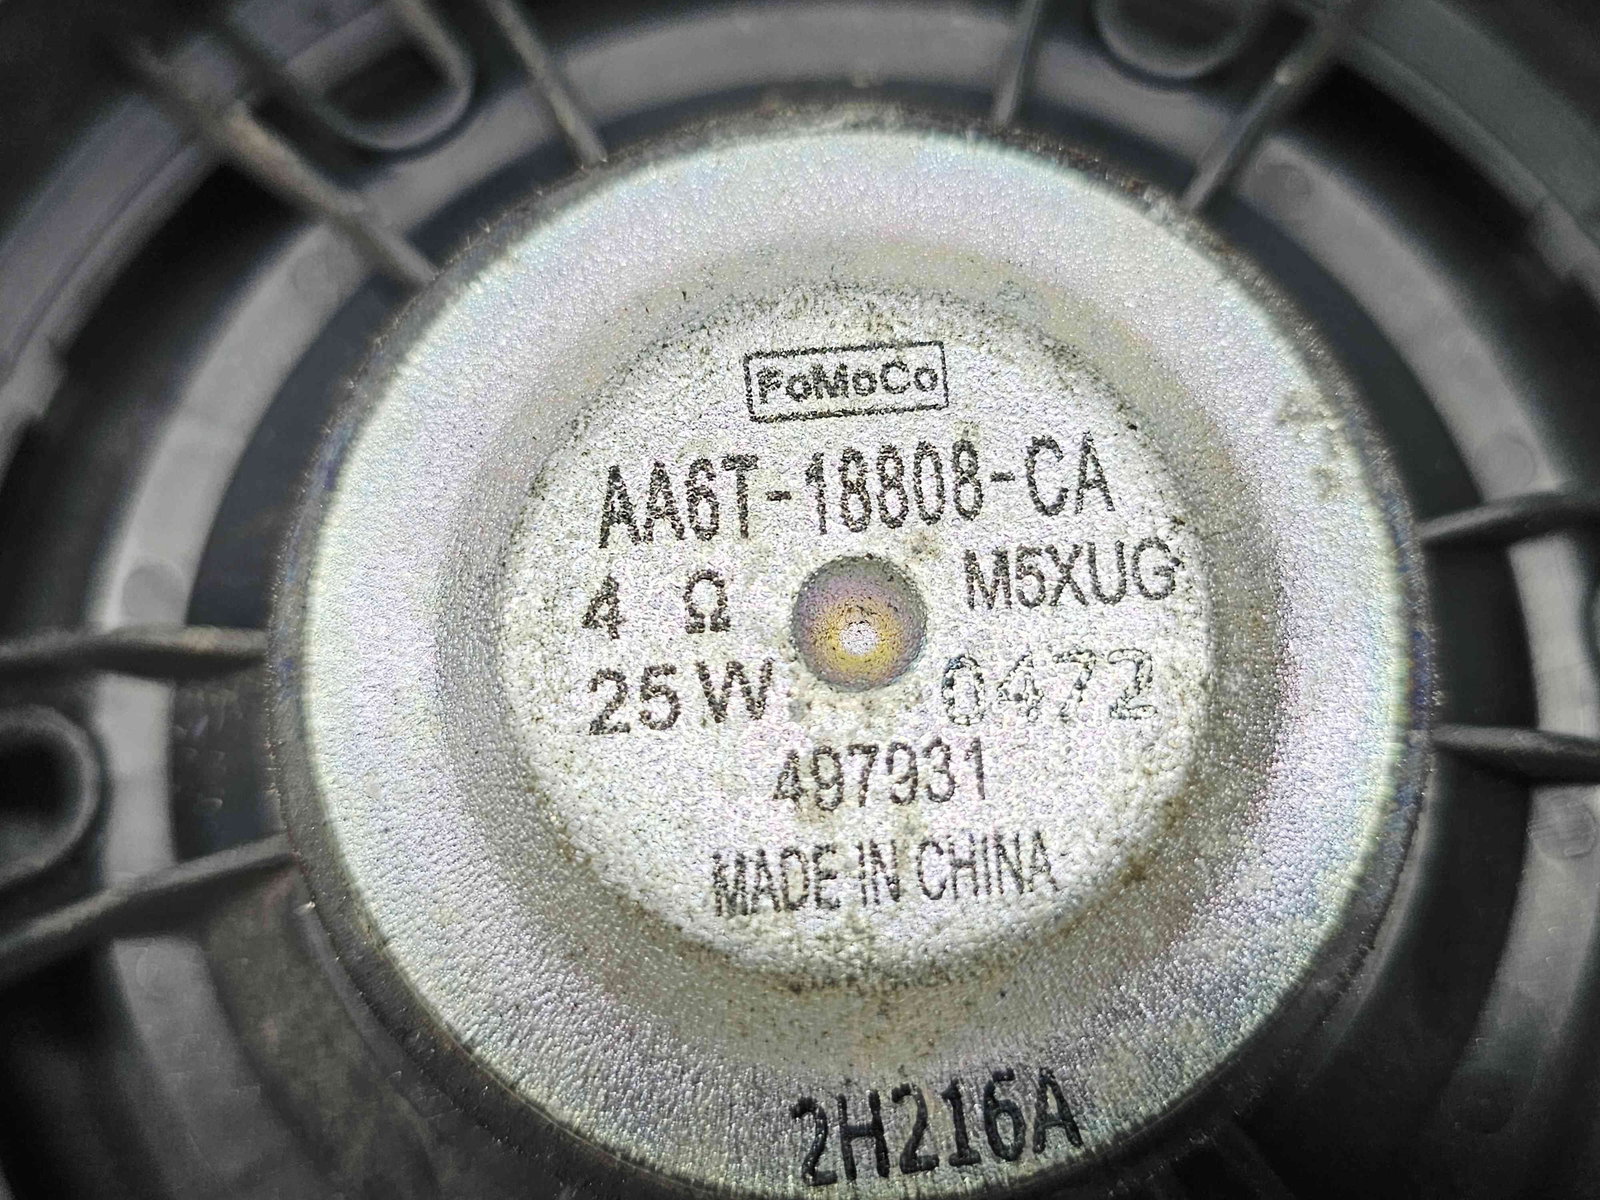 FoMoCo
AA6T-18808-CA
4 Ω M5XUG
25W 0472
497931
MADE IN CHINA
2H216A